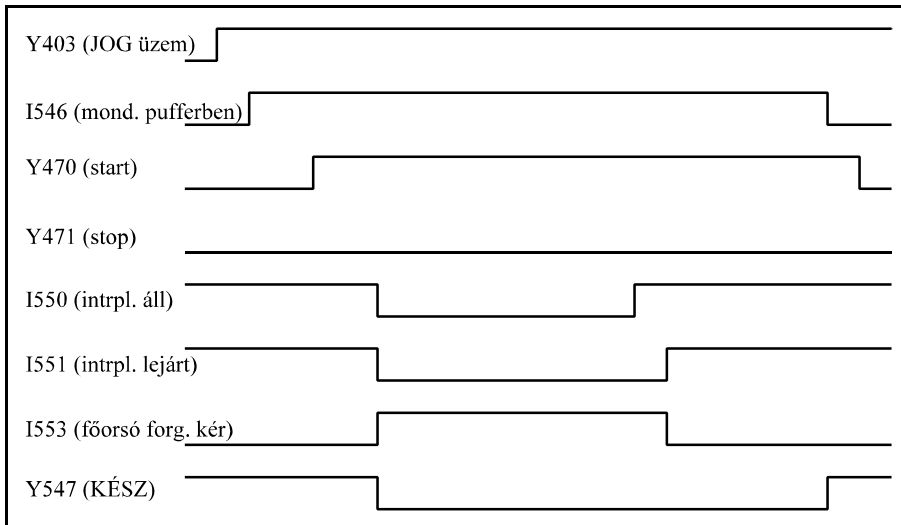 Y403 (JOG üzem)
I546 (mond. pufferben)
Y470 (start)
Y471 (stop)
I550 (intrpl. áll)
I551 (intrpl. lejárt)
I553 (főorsó forg. kér)
Y547 (KÉSZ)